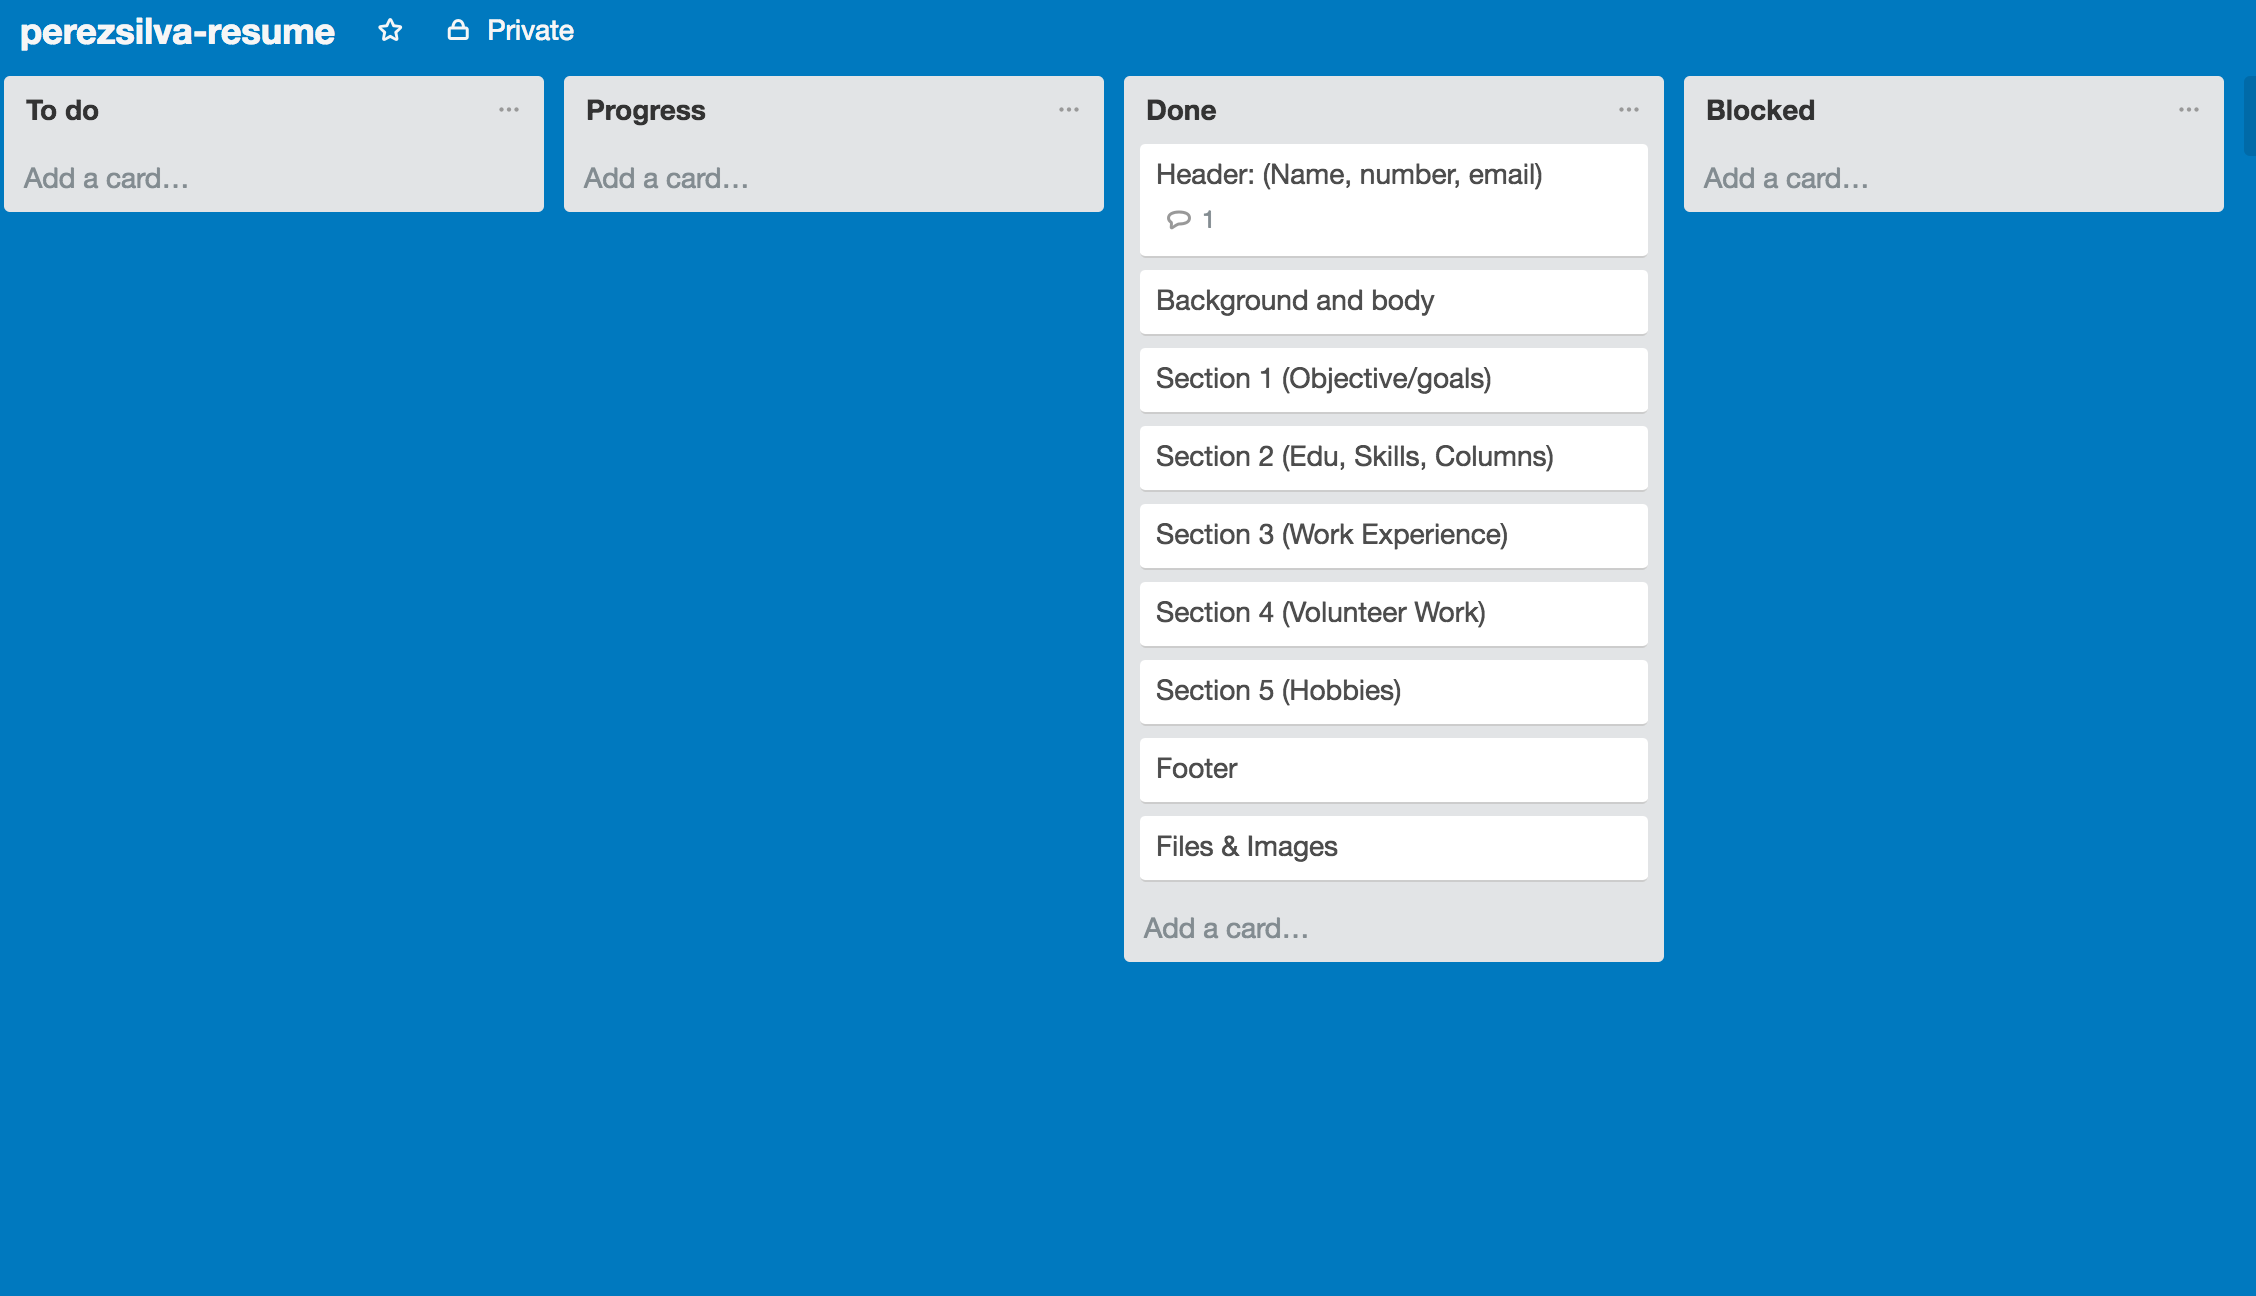 perezsilva-resume Private
To do
Add a card...
Progress
Add a card...
Done
Header: (Name, number, email)
1
Background and body
Section 1 (Objective/goals)
Section 2 (Edu, Skills, Columns)
Section 3 (Work Experience)
Section 4 (Volunteer Work)
Section 5 (Hobbies)
Footer
Files & Images
Add a card...
Blocked
Add a card...